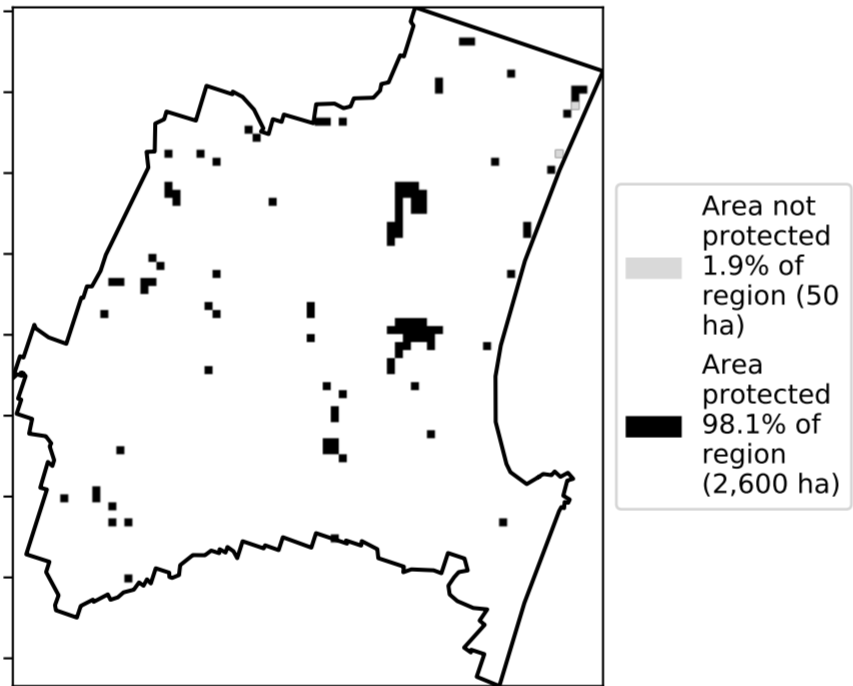 Area not
protected
1.9% of
region (50
ha)
Area
protected
98.1% of
region
(2,600 ha)